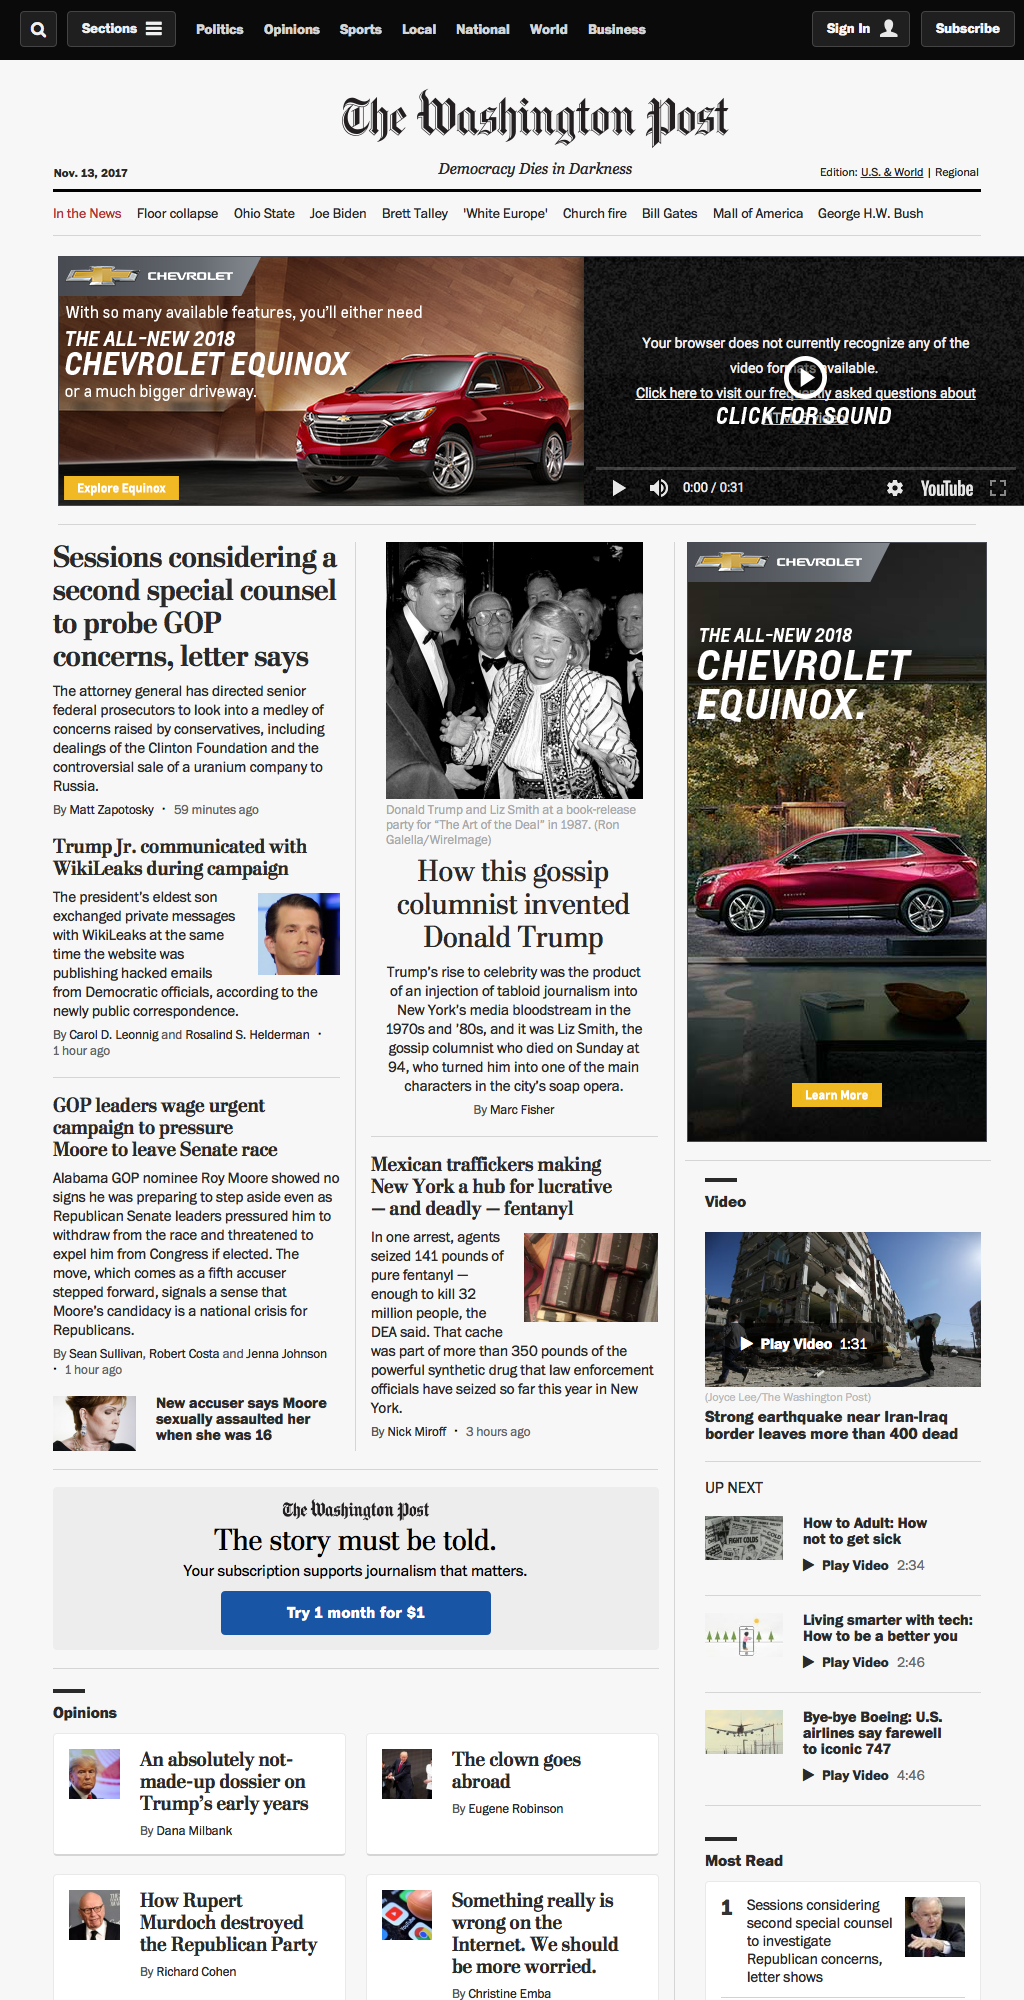 Sections
Politics Opinions Sports Local National World Business
Sign In
Subscribe
The Washington Post
Democracy Dies in Darkness
Nov. 13, 2017
Edition: U.S. & World | Regional
In the News Floor collapse Ohio State Joe Biden Brett Talley 'White Europe' Church fire Bill Gates Mall of America George H.W. Bush
CHEVROLET
With so many available features, you'll either need
THE ALL-NEW 2018
CHEVROLET EQUINOX
or a much bigger driveway.
Explore Equinox
Your browser does not currently recognize any of the
video formats available.
Click here to visit our frequently asked questions about
CLICK FOR SOUND
0:00 / 0:31
YouTube
Sessions considering a
second special counsel
to probe GOP
concerns, letter says
The attorney general has directed senior
federal prosecutors to look into a medley of
concerns raised by conservatives, including
dealings of the Clinton Foundation and the
controversial sale of a uranium company to
Russia.
By Matt Zapotosky • 59 minutes ago
Trump Jr. communicated with
WikiLeaks during campaign
The president's eldest son
exchanged private messages
with WikiLeaks at the same
time the website was
publishing hacked emails
from Democratic officials, according to the
newly public correspondence.
By Carol D. Leonnig and Rosalind S. Helderman •
1 hour ago
GOP leaders wage urgent
campaign to pressure
Moore to leave Senate race
Alabama GOP nominee Roy Moore showed no
signs he was preparing to step aside even as
Republican Senate leaders pressured him to
withdraw from the race and threatened to
expel him from Congress if elected. The
move, which comes as a fifth accuser
stepped forward, signals a sense that
Moore's candidacy is a national crisis for
Republicans.
By Sean Sullivan, Robert Costa and Jenna Johnson
• 1 hour ago
New accuser says Moore
sexually assaulted her
when she was 16
Donald Trump and Liz Smith at a book-release
party for "The Art of the Deal" in 1987. (Ron
Galella/WireImage)
How this gossip
columnist invented
Donald Trump
Trump's rise to celebrity was the product
of an injection of tabloid journalism into
New York's media bloodstream in the
1970s and '80s, and it was Liz Smith, the
gossip columnist who died on Sunday at
94, who turned him into one of the main
characters in the city's soap opera.
By Marc Fisher
Mexican traffickers making
New York a hub for lucrative
— and deadly — fentanyl
In one arrest, agents
seized 141 pounds of
pure fentanyl —
enough to kill 32
million people, the
DEA said. That cache
was part of more than 350 pounds of the
powerful synthetic drug that law enforcement
officials have seized so far this year in New
York.
By Nick Miroff • 3 hours ago
CHEVROLET
THE ALL-NEW 2018
CHEVROLET
EQUINOX.
Learn More
Video
Play Video 1:31
(Joyce Lee/The Washington Post)
Strong earthquake near Iran-Iraq
border leaves more than 400 dead
UP NEXT
FIGHT COLDS
How to Adult: How
not to get sick
Play Video 2:34
Living smarter with tech:
How to be a better you
Play Video 2:46
Bye-bye Boeing: U.S.
airlines say farewell
to iconic 747
Play Video 4:46
The Washington Post
The story must be told.
Your subscription supports journalism that matters.
Try 1 month for $1
Opinions
An absolutely not-
made-up dossier on
Trump's early years
By Dana Milbank
The clown goes
abroad
By Eugene Robinson
How Rupert
Murdoch destroyed
the Republican Party
By Richard Cohen
Something really is
wrong on the
Internet. We should
be more worried.
By Christine Emba
Most Read
1
Sessions considering
second special counsel
to investigate
Republican concerns,
letter shows